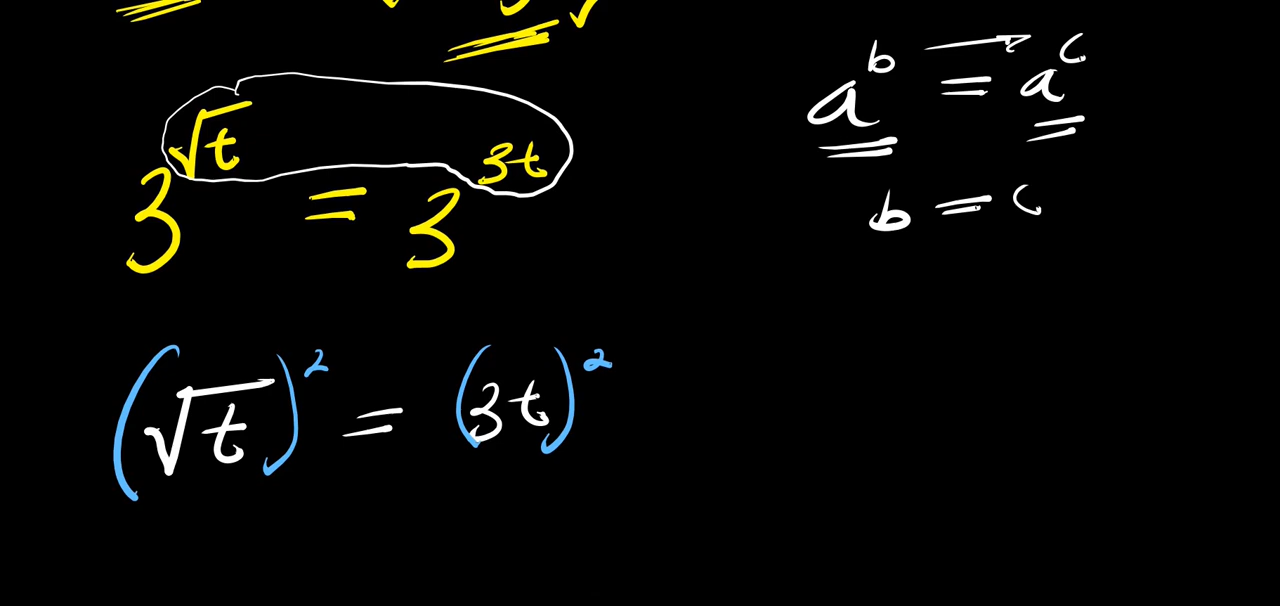 3^√t = 3^3t
(√t)² = (3t)²
a^b = a^c
b = c